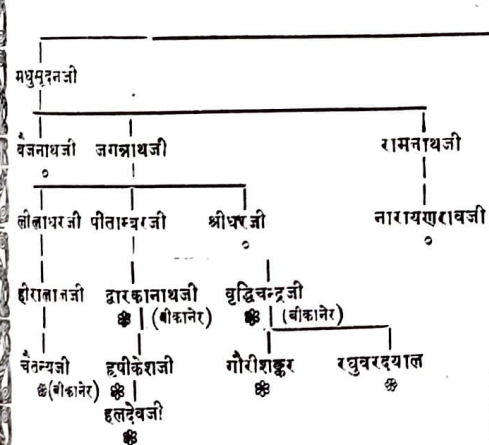 मधुसूदनजी
वैजनाथजी जगन्नाथजी रामनाथजी
लीलाधरजी पीताम्बरजी श्रीधरजी नारायणरावजी
हीरालालजी द्वारकानाथजी वृद्धिचन्द्रजी
(बीकानेर) (बीकानेर)
चैतन्यजी हृषीकेशजी गौरीशङ्कर रघुवरदयाल
(बीकानेर)
हलदेवजी